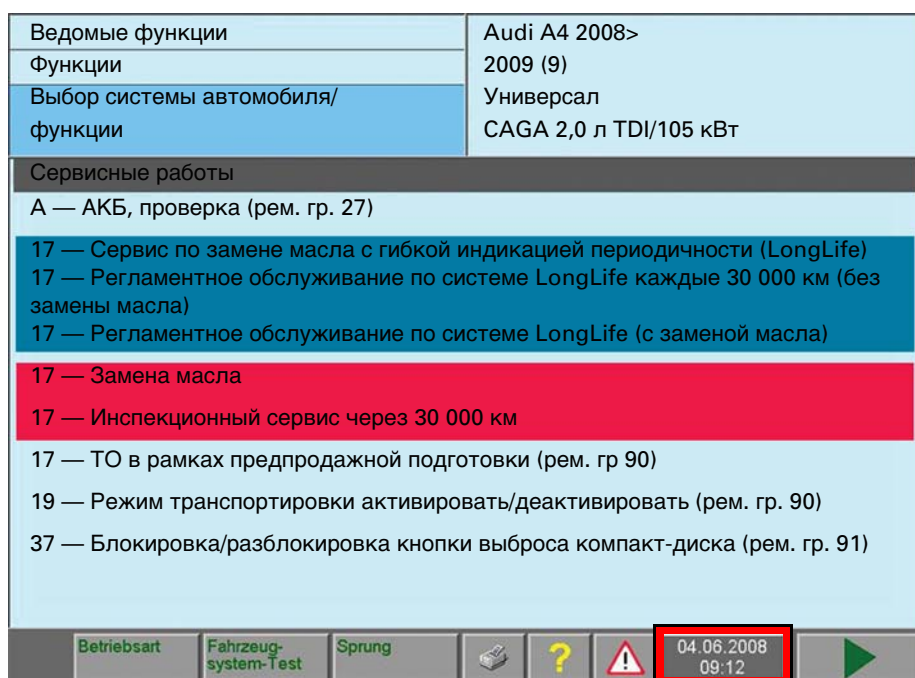 Ведомые функции
Функции
Выбор системы автомобиля/
функции
Audi A4 2008>
2009 (9)
Универсал
CAGA 2,0 л TDI/105 кВт
Сервисные работы
А — АКБ, проверка (рем. гр. 27)
17 — Сервис по замене масла с гибкой индикацией периодичности (LongLife)
17 — Регламентное обслуживание по системе LongLife каждые 30 000 км (без
замены масла)
17 — Регламентное обслуживание по системе LongLife (с заменой масла)
17 — Замена масла
17 — Инспекционный сервис через 30 000 км
17 — ТО в рамках предпродажной подготовки (рем. гр 90)
19 — Режим транспортировки активировать/деактивировать (рем. гр. 90)
37 — Блокировка/разблокировка кнопки выброса компакт-диска (рем. гр. 91)
Betriebsart
Fahrzeug-
system-Test
Sprung
?
04.06.2008
09:12